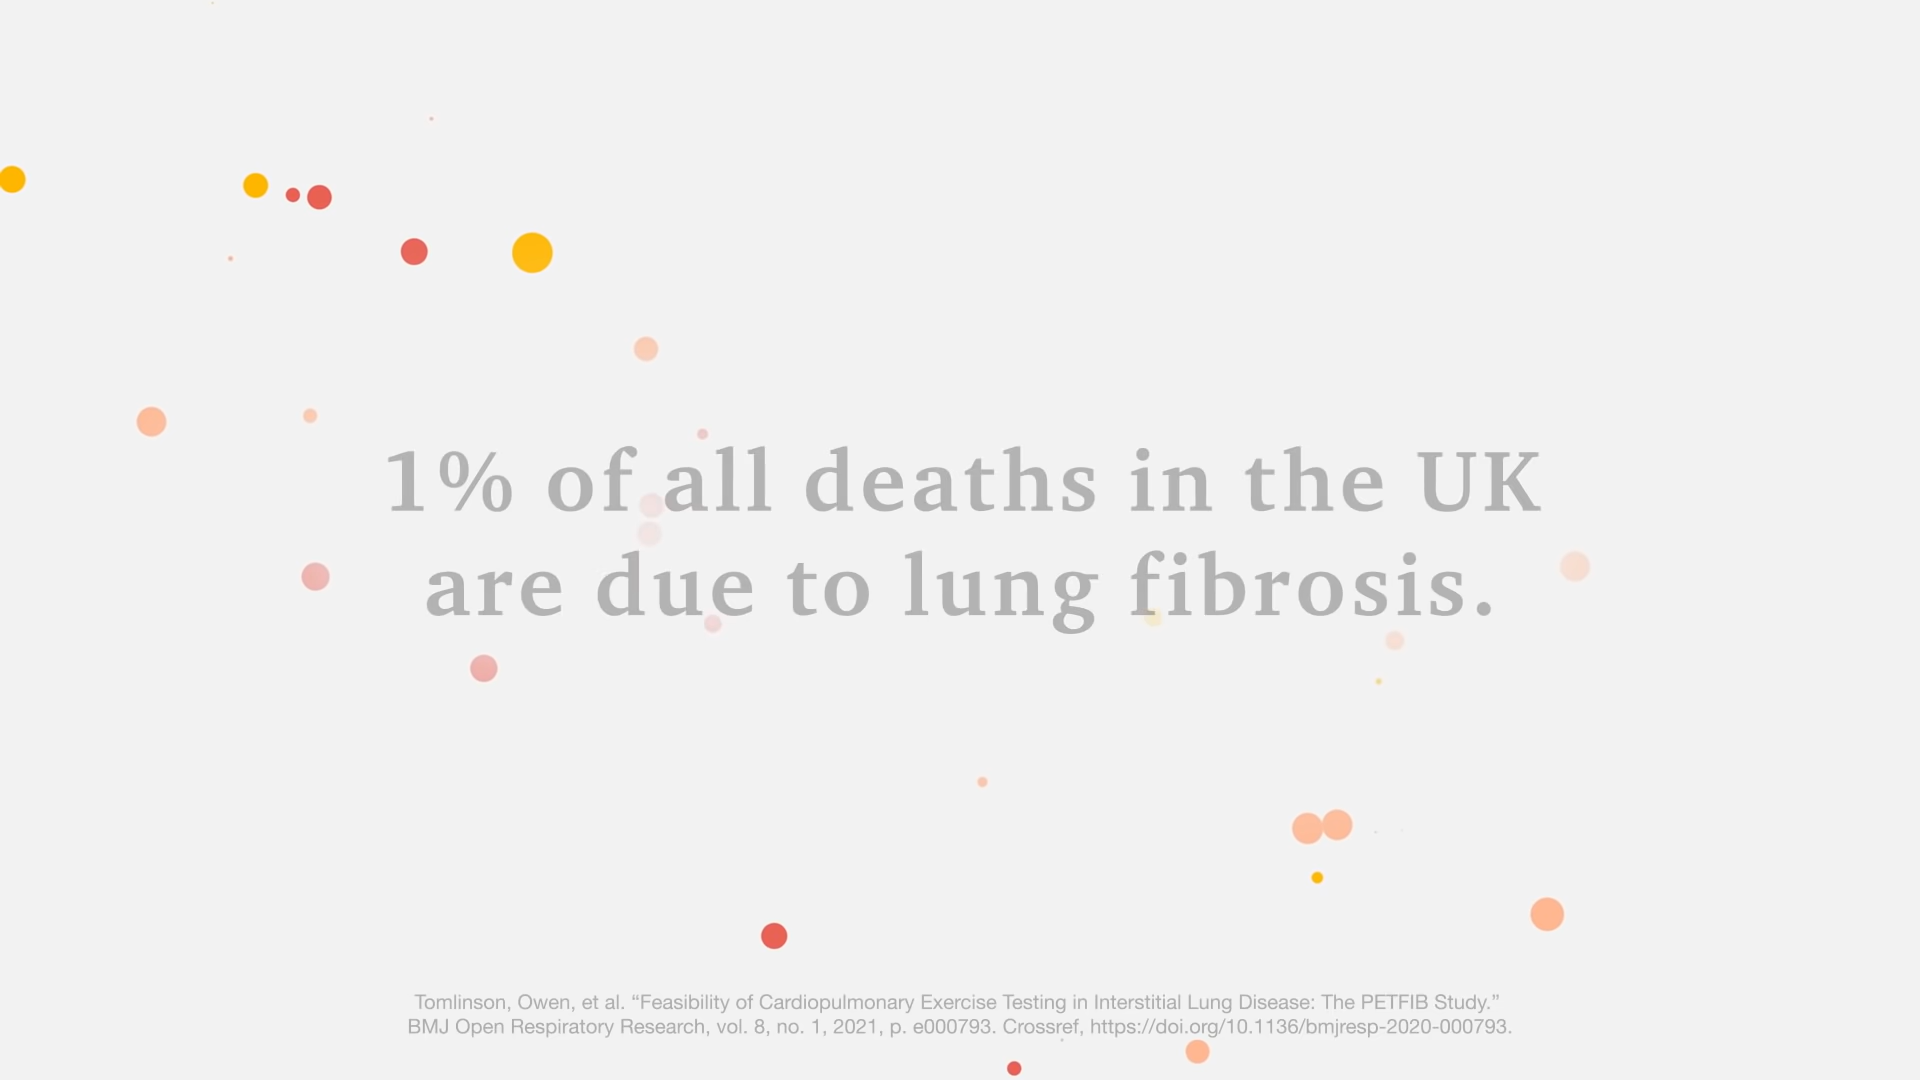 1% of all deaths in the UK
are due to lung fibrosis.
Tomlinson, Owen, et al. “Feasibility of Cardiopulmonary Exercise Testing in Interstitial Lung Disease: The PETFIB Study.”
BMJ Open Respiratory Research, vol. 8, no. 1, 2021, p. e000793. Crossref, https://doi.org/10.1136/bmjresp-2020-000793.